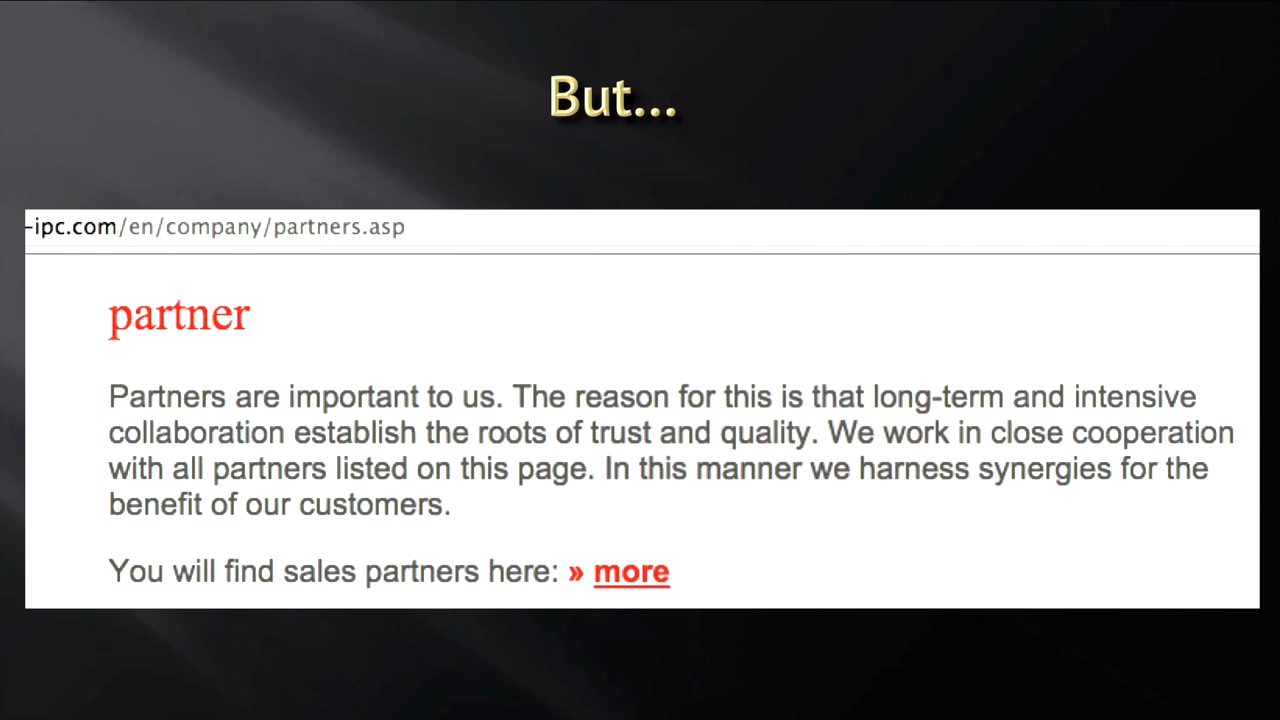 But...
-ipc.com/en/company/partners.asp
partner
Partners are important to us. The reason for this is that long-term and intensive
collaboration establish the roots of trust and quality. We work in close cooperation
with all partners listed on this page. In this manner we harness synergies for the
benefit of our customers.
You will find sales partners here: » more